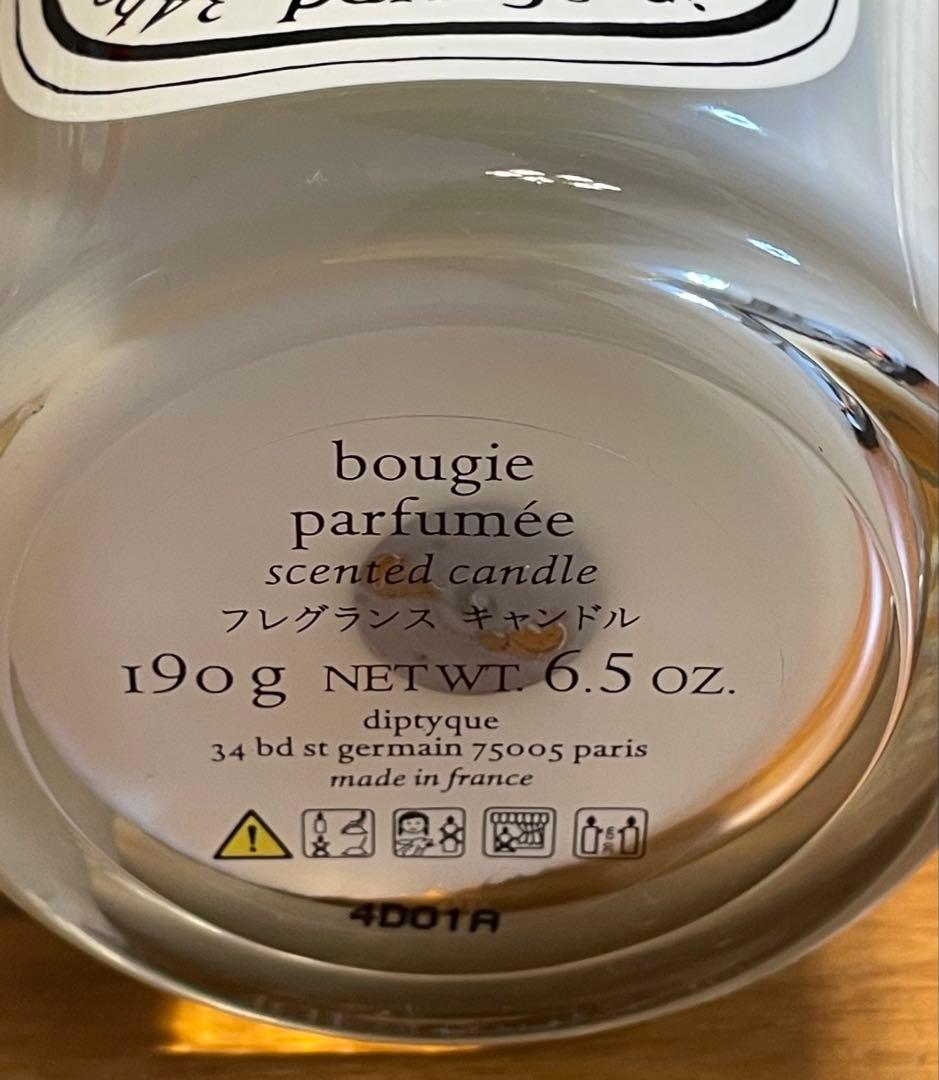 bougie
parfumée
scented candle
フレグランス キャンドル
190 g NET WT. 6.5 oz.
diptyque
34 bd st germain 75005 paris
made in france
4D01A